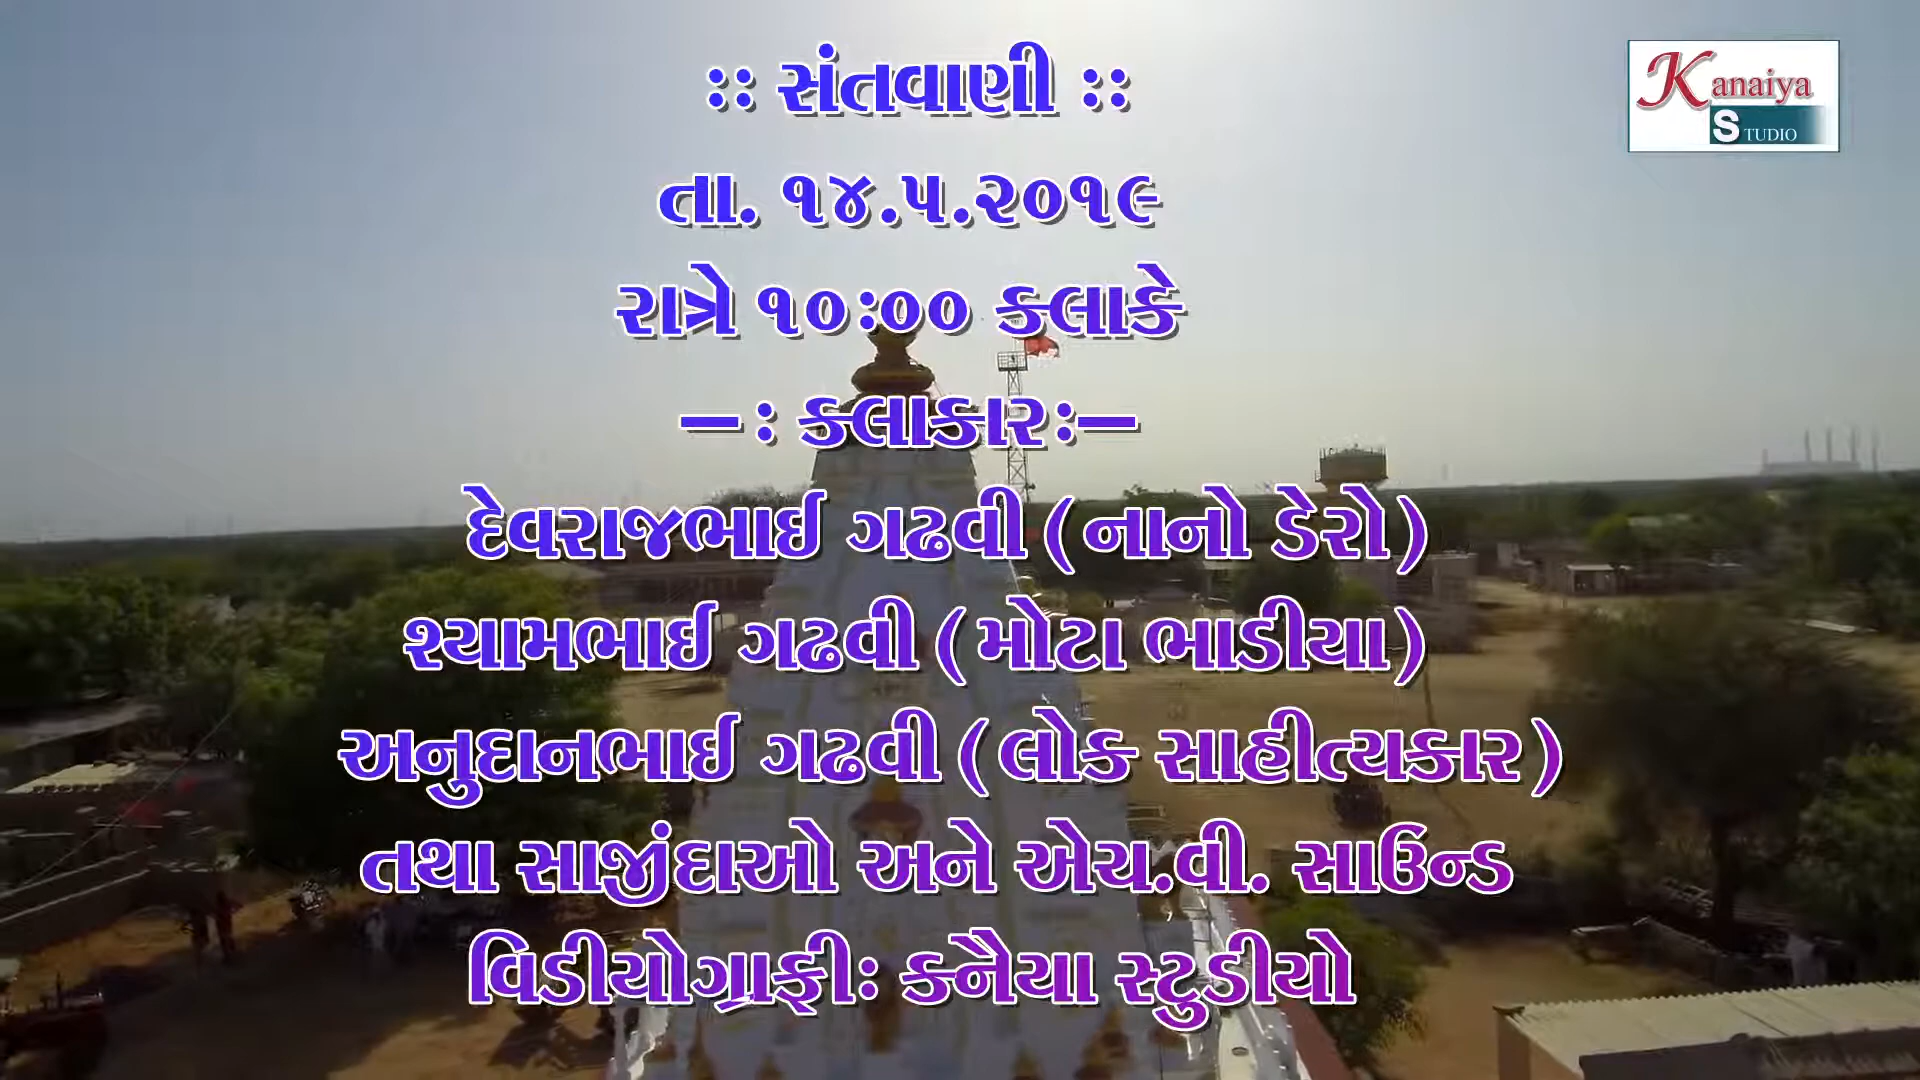 :: સંતવાણી ::
Kanaiya
STUDIO
તા. ૧૪.૫.૨૦૧૯
રાત્રે ૧૦:૦૦ કલાકે
—: કલાકાર:—
દેવરાજભાઈ ગઢવી (નાનો ડેરો)
શ્યામભાઈ ગઢવી (મોટા ભાડીયા)
અનુદાનભાઈ ગઢવી (લોક સાહીત્યકાર)
તથા સાજીંદાઓ અને એચ.વી. સાઉન્ડ
વિડીયોગ્રાફી: કનૈયા સ્ટુડીયો